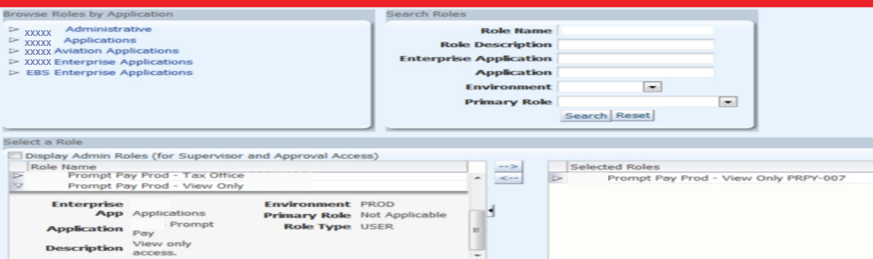 Browse Roles by Application
xxxxx Administrative
xxxxx Applications
xxxxx Aviation Applications
xxxxx Enterprise Applications
EBS Enterprise Applications
Search Roles
Role Name
Role Description
Enterprise Application
Application
Environment
Primary Role
Search Reset
Select a Role
Display Admin Roles (for Supervisor and Approval Access)
Role Name
Prompt Pay Prod - Tax Office
Prompt Pay Prod - View Only
Enterprise App Applications
Application Prompt Pay
Description View only access.
Environment PROD
Primary Role Not Applicable
Role Type USER
-->
<--
Selected Roles
Prompt Pay Prod - View Only PRPY-007